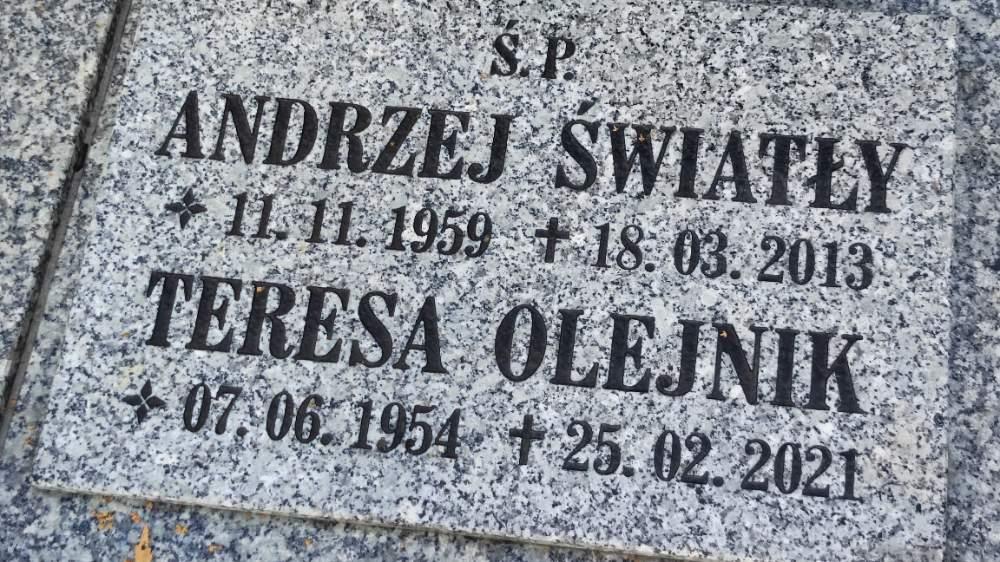 Ś.P.
ANDRZEJ ŚWIATŁY
11. 11. 1959 ✝ 18. 03. 2013
TERESA OLEJNIK
07. 06. 1954 ✝ 25. 02. 2021